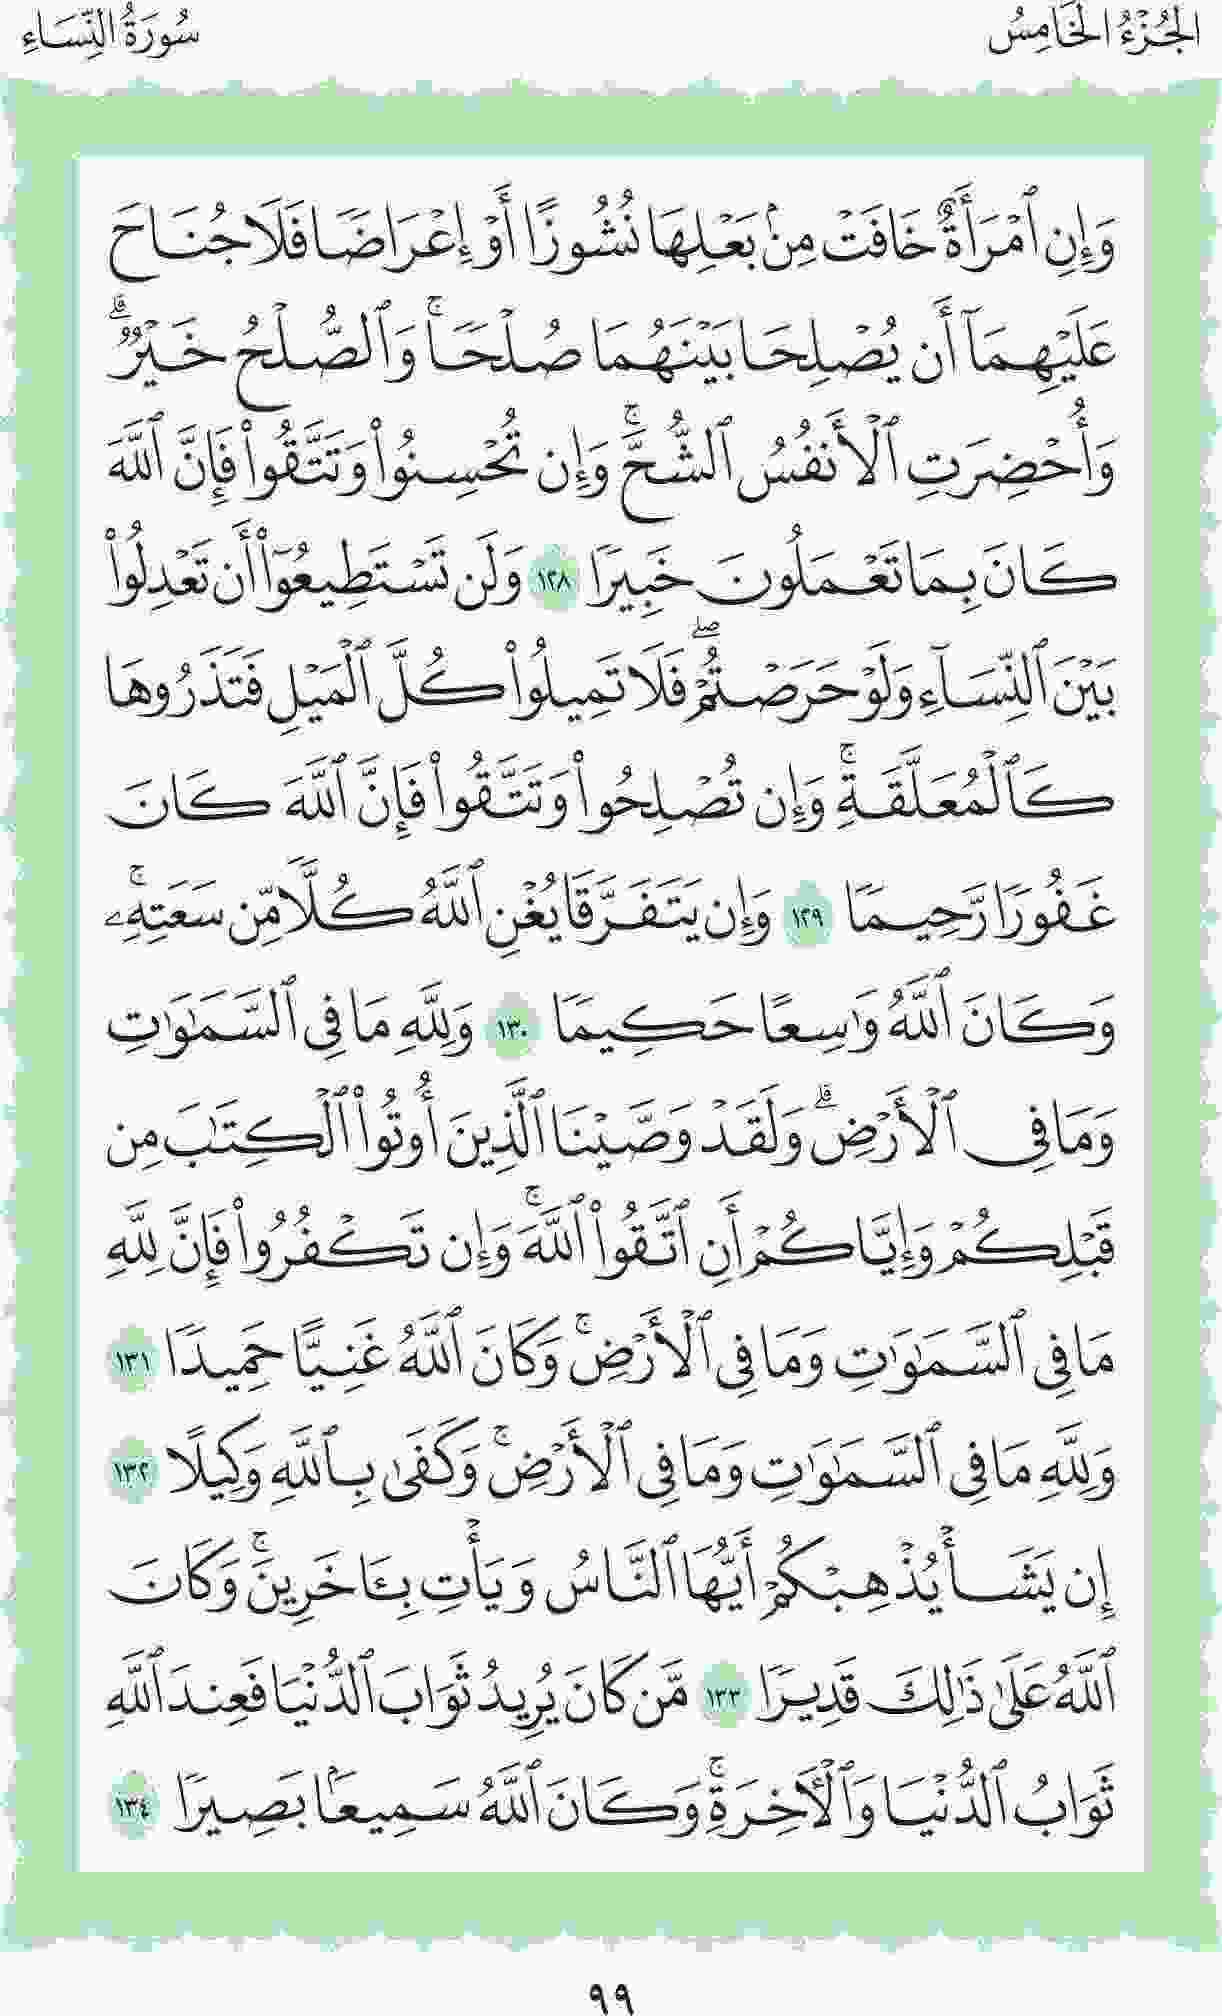 الجُزْءُ الخَامِسُ
سُورَةُ النِّسَاءِ
وَإِنِ ٱمْرَأَةٌ خَافَتْ مِنۢ بَعْلِهَا نُشُوزًا أَوْ إِعْرَاضًا فَلَا جُنَاحَ
عَلَيْهِمَآ أَن يُصْلِحَا بَيْنَهُمَا صُلْحًا ۚ وَٱلصُّلْحُ خَيْرٌ ۗ
وَأُحْضِرَتِ ٱلْأَنفُسُ ٱلشُّحَّ ۚ وَإِن تُحْسِنُوا۟ وَتَتَّقُوا۟ فَإِنَّ ٱللَّهَ
كَانَ بِمَا تَعْمَلُونَ خَبِيرًا ١٢٨ وَلَن تَسْتَطِيعُوٓا۟ أَن تَعْدِلُوا۟
بَيْنَ ٱلنِّسَآءِ وَلَوْ حَرَصْتُمْ ۖ فَلَا تَمِيلُوا۟ كُلَّ ٱلْمَيْلِ فَتَذَرُوهَا
كَٱلْمُعَلَّقَةِ ۚ وَإِن تُصْلِحُوا۟ وَتَتَّقُوا۟ فَإِنَّ ٱللَّهَ كَانَ
غَفُورًا رَّحِيمًا ١٢٩ وَإِن يَتَفَرَّقَا يُغْنِ ٱللَّهُ كُلًّا مِّن سَعَتِهِۦ ۚ
وَكَانَ ٱللَّهُ وَٰسِعًا حَكِيمًا ١٣٠ وَلِلَّهِ مَا فِى ٱلسَّمَٰوَٰتِ
وَمَا فِى ٱلْأَرْضِ ۗ وَلَقَدْ وَصَّيْنَا ٱلَّذِينَ أُوتُوا۟ ٱلْكِتَٰبَ مِن
قَبْلِكُمْ وَإِيَّاكُمْ أَنِ ٱتَّقُوا۟ ٱللَّهَ ۚ وَإِن تَكْفُرُوا۟ فَإِنَّ لِلَّهِ
مَا فِى ٱلسَّمَٰوَٰتِ وَمَا فِى ٱلْأَرْضِ ۚ وَكَانَ ٱللَّهُ غَنِيًّا حَمِيدًا ١٣١
وَلِلَّهِ مَا فِى ٱلسَّمَٰوَٰتِ وَمَا فِى ٱلْأَرْضِ ۚ وَكَفَىٰ بِٱللَّهِ وَكِيلًا ١٣٢
إِن يَشَأْ يُذْهِبْكُمْ أَيُّهَا ٱلنَّاسُ وَيَأْتِ بِـَٔاخَرِينَ ۚ وَكَانَ
ٱللَّهُ عَلَىٰ ذَٰلِكَ قَدِيرًا ١٣٣ مَّن كَانَ يُرِيدُ ثَوَابَ ٱلدُّنْيَا فَعِندَ ٱللَّهِ
ثَوَابُ ٱلدُّنْيَا وَٱلْـَٔاخِرَةِ ۚ وَكَانَ ٱللَّهُ سَمِيعًۢا بَصِيرًا ١٣٤
٩٩